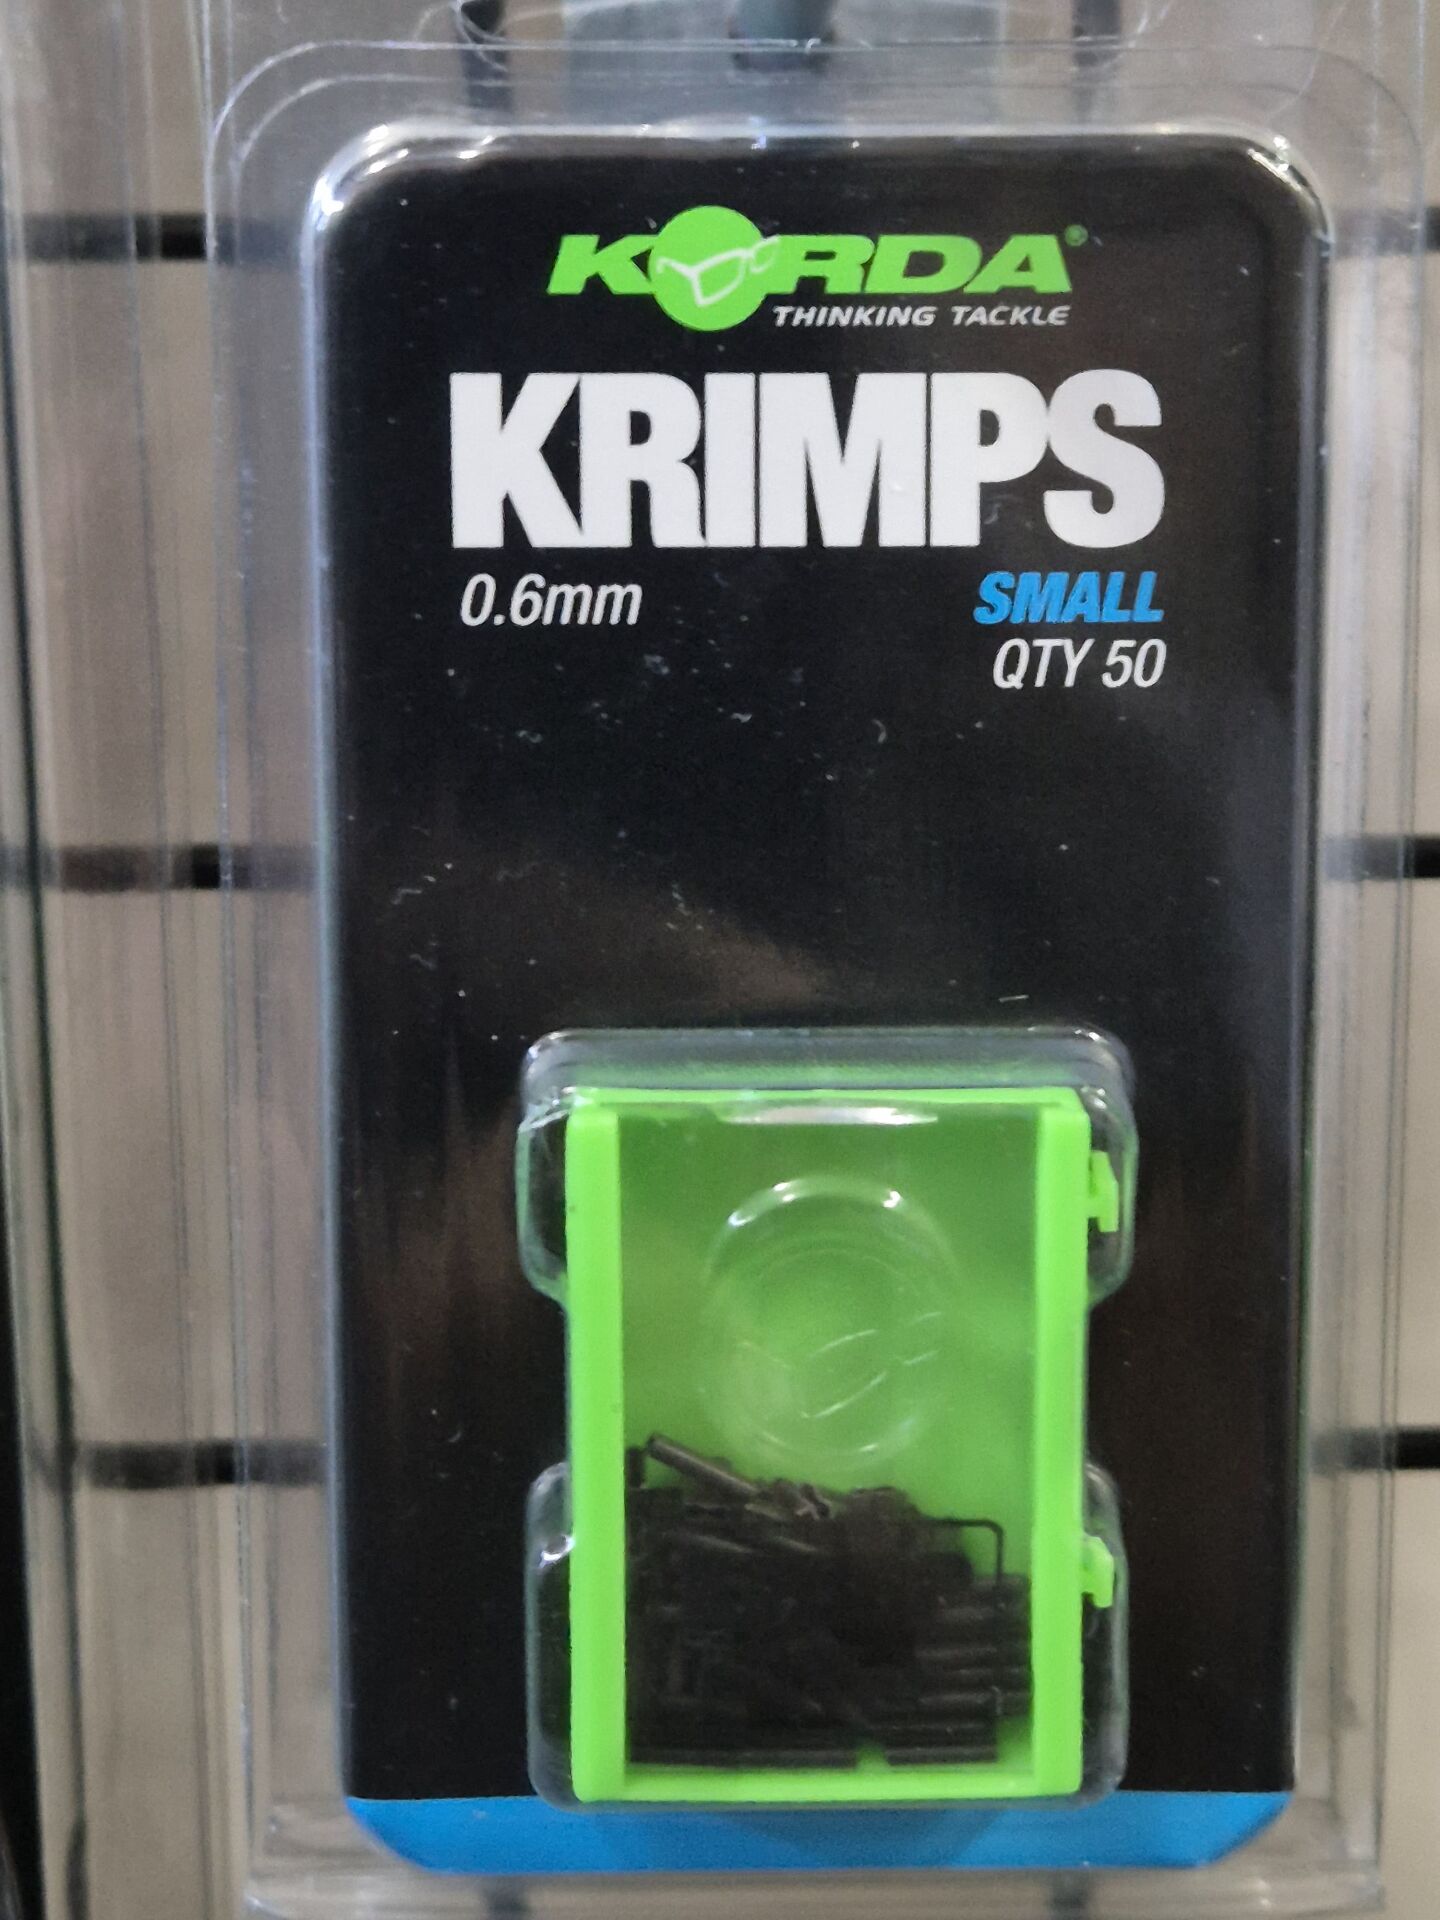 KORDA®
THINKING TACKLE
KRIMPS
0.6mm SMALL
QTY 50